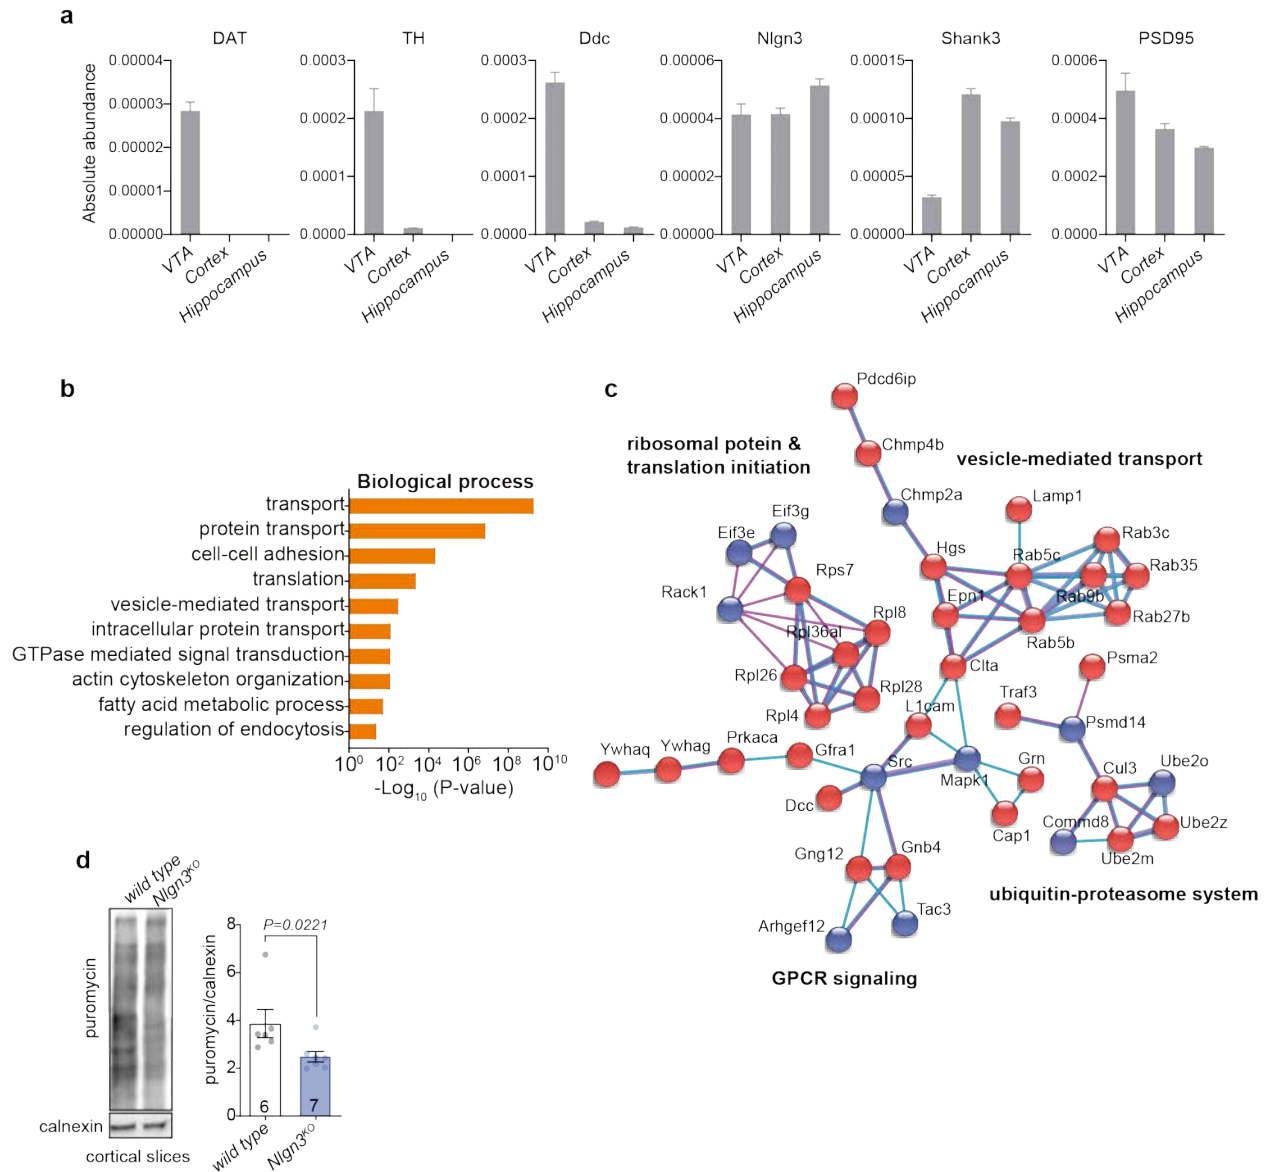 a
DAT
TH
Ddc
Nlgn3
Shank3
PSD95
Absolute abundance
0.00004
0.00003
0.00002
0.00001
0.00000
VTA
Cortex
Hippocampus
0.0003
0.0002
0.0001
0.0000
VTA
Cortex
Hippocampus
0.0003
0.0002
0.0001
0.0000
VTA
Cortex
Hippocampus
0.00006
0.00004
0.00002
0.00000
VTA
Cortex
Hippocampus
0.00015
0.00010
0.00005
0.00000
VTA
Cortex
Hippocampus
0.0006
0.0004
0.0002
0.0000
VTA
Cortex
Hippocampus
b
Biological process
transport
protein transport
cell-cell adhesion
translation
vesicle-mediated transport
intracellular protein transport
GTPase mediated signal transduction
actin cytoskeleton organization
fatty acid metabolic process
regulation of endocytosis
10⁰ 10² 10⁴ 10⁶ 10⁸ 10¹⁰
-Log₁₀ (P-value)
c
ribosomal potein &
translation initiation
vesicle-mediated transport
Pdcd6ip
Chmp4b
Chmp2a
Lamp1
Eif3g
Eif3e
Rps7
Rack1
Rpl8
Rpl36al
Rpl26
Rpl28
Rpl4
Hgs
Rab5c
Rab3c
Rab35
Epn1
Rab9b
Rab27b
Rab5b
Clta
Psma2
Traf3
Psmd14
L1cam
Ywhaq
Ywhag
Prkaca
Gfra1
Src
Mapk1
Grn
Cul3
Ube2o
Dcc
Cap1
Commd8
Ube2z
Ube2m
Gng12
Gnb4
Tac3
Arhgef12
ubiquitin-proteasome system
GPCR signaling
d
wild type
Nlgn3ᴷᴼ
puromycin
calnexin
cortical slices
puromycin/calnexin
8
6
4
2
0
P=0.0221
6
7
wild type
Nlgn3ᴷᴼ